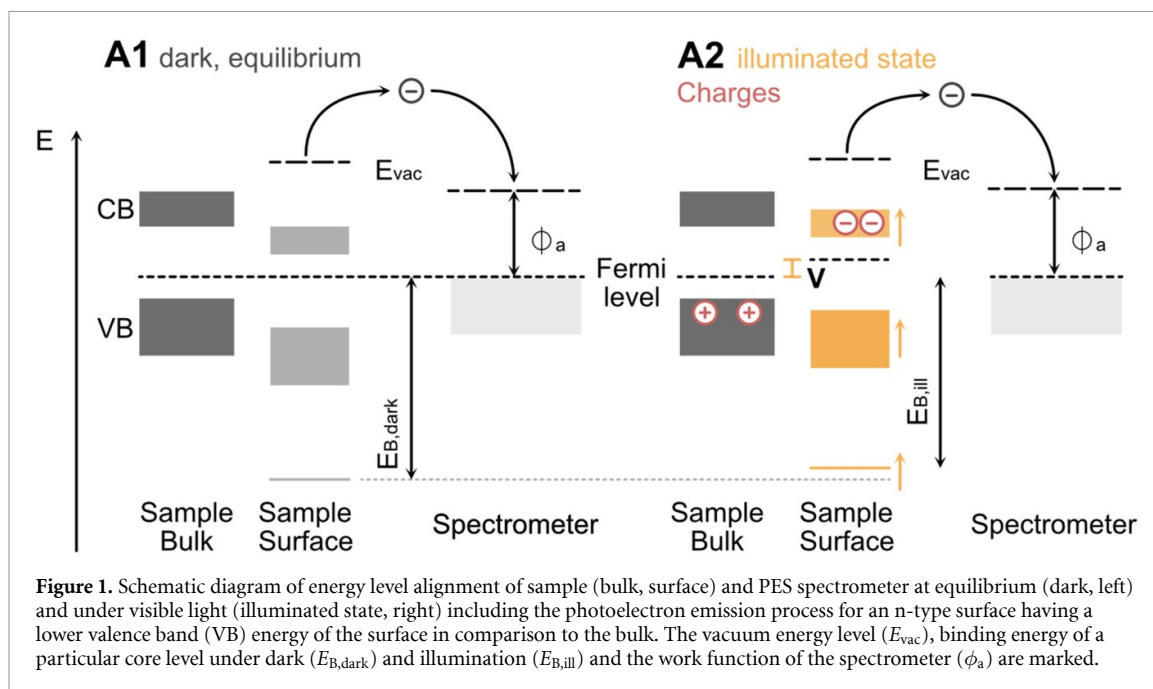 A1 dark, equilibrium
A2 illuminated state
Charges
E
−
−
Evac
Evac
CB
− −
ϕa
ϕa
Fermi
level
V
VB
+ +
EB,dark
EB,ill
Sample
Bulk
Sample
Surface
Spectrometer
Sample
Bulk
Sample
Surface
Spectrometer
Figure 1. Schematic diagram of energy level alignment of sample (bulk, surface) and PES spectrometer at equilibrium (dark, left)
and under visible light (illuminated state, right) including the photoelectron emission process for an n-type surface having a
lower valence band (VB) energy of the surface in comparison to the bulk. The vacuum energy level (Evac), binding energy of a
particular core level under dark (EB,dark) and illumination (EB,ill) and the work function of the spectrometer (ϕa) are marked.